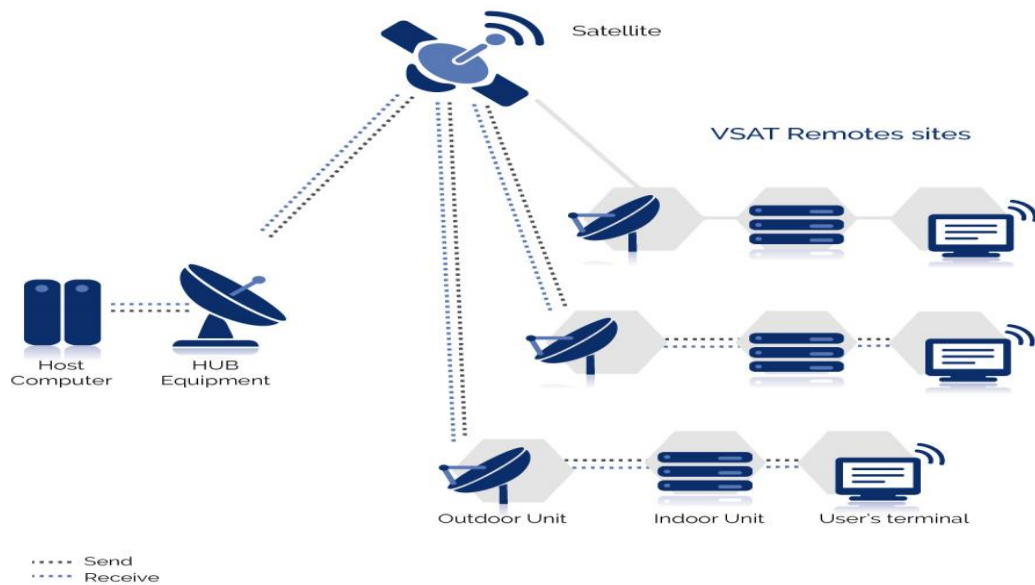 Satellite
VSAT Remotes sites
Host
Computer
HUB
Equipment
Outdoor Unit
Indoor Unit
User's terminal
Send
Receive